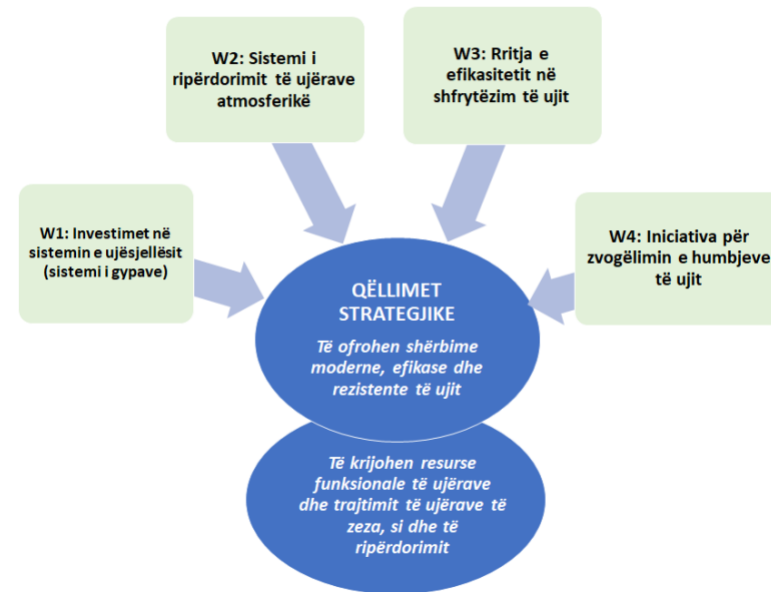 W2: Sistemi i
ripërdorimit të ujërave
atmosferikë
W3: Rritja e
efikasitetit në
shfrytëzim të ujit
W1: Investimet në
sistemin e ujësjellësit
(sistemi i gypave)
W4: Iniciativa për
zvogëlimin e humbjeve
të ujit
QËLLIMET
STRATEGJIKE
Të ofrohen shërbime
moderne, efikase dhe
rezistente të ujit
Të krijohen resurse
funksionale të ujërave
dhe trajtimit të ujërave të
zeza, si dhe të
ripërdorimit